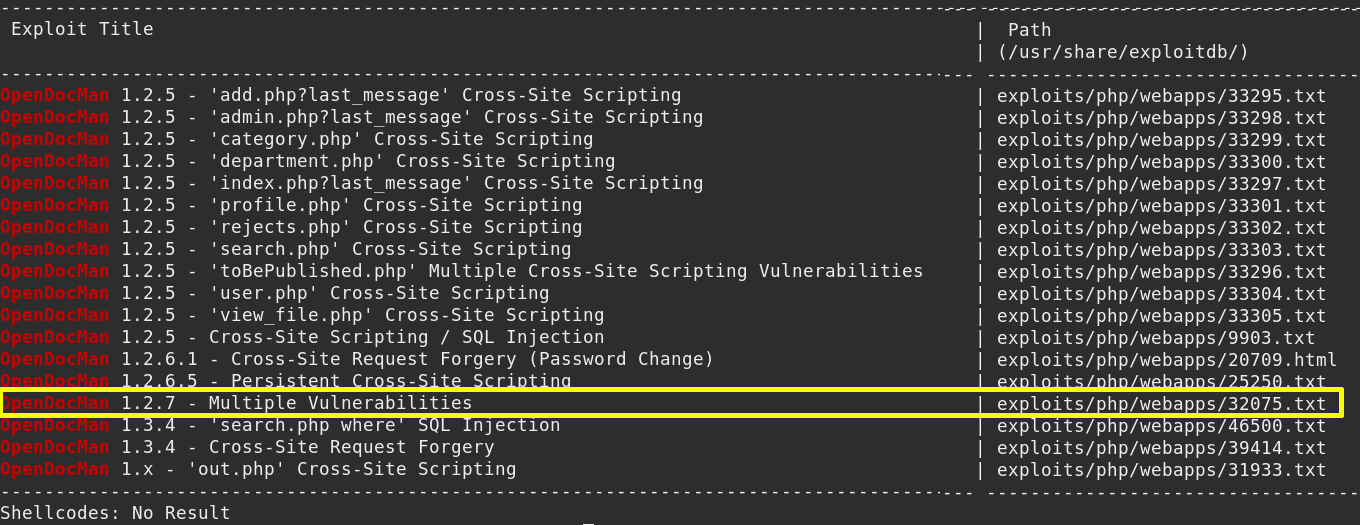 Exploit Title | Path
| (/usr/share/exploitdb/)
OpenDocMan 1.2.5 - 'add.php?last_message' Cross-Site Scripting | exploits/php/webapps/33295.txt
OpenDocMan 1.2.5 - 'admin.php?last_message' Cross-Site Scripting | exploits/php/webapps/33298.txt
OpenDocMan 1.2.5 - 'category.php' Cross-Site Scripting | exploits/php/webapps/33299.txt
OpenDocMan 1.2.5 - 'department.php' Cross-Site Scripting | exploits/php/webapps/33300.txt
OpenDocMan 1.2.5 - 'index.php?last_message' Cross-Site Scripting | exploits/php/webapps/33297.txt
OpenDocMan 1.2.5 - 'profile.php' Cross-Site Scripting | exploits/php/webapps/33301.txt
OpenDocMan 1.2.5 - 'rejects.php' Cross-Site Scripting | exploits/php/webapps/33302.txt
OpenDocMan 1.2.5 - 'search.php' Cross-Site Scripting | exploits/php/webapps/33303.txt
OpenDocMan 1.2.5 - 'toBePublished.php' Multiple Cross-Site Scripting Vulnerabilities | exploits/php/webapps/33296.txt
OpenDocMan 1.2.5 - 'user.php' Cross-Site Scripting | exploits/php/webapps/33304.txt
OpenDocMan 1.2.5 - 'view_file.php' Cross-Site Scripting | exploits/php/webapps/33305.txt
OpenDocMan 1.2.5 - Cross-Site Scripting / SQL Injection | exploits/php/webapps/9903.txt
OpenDocMan 1.2.6.1 - Cross-Site Request Forgery (Password Change) | exploits/php/webapps/20709.html
OpenDocMan 1.2.6.5 - Persistent Cross-Site Scripting | exploits/php/webapps/25250.txt
OpenDocMan 1.2.7 - Multiple Vulnerabilities | exploits/php/webapps/32075.txt
OpenDocMan 1.3.4 - 'search.php where' SQL Injection | exploits/php/webapps/46500.txt
OpenDocMan 1.3.4 - Cross-Site Request Forgery | exploits/php/webapps/39414.txt
OpenDocMan 1.x - 'out.php' Cross-Site Scripting | exploits/php/webapps/31933.txt
Shellcodes: No Result